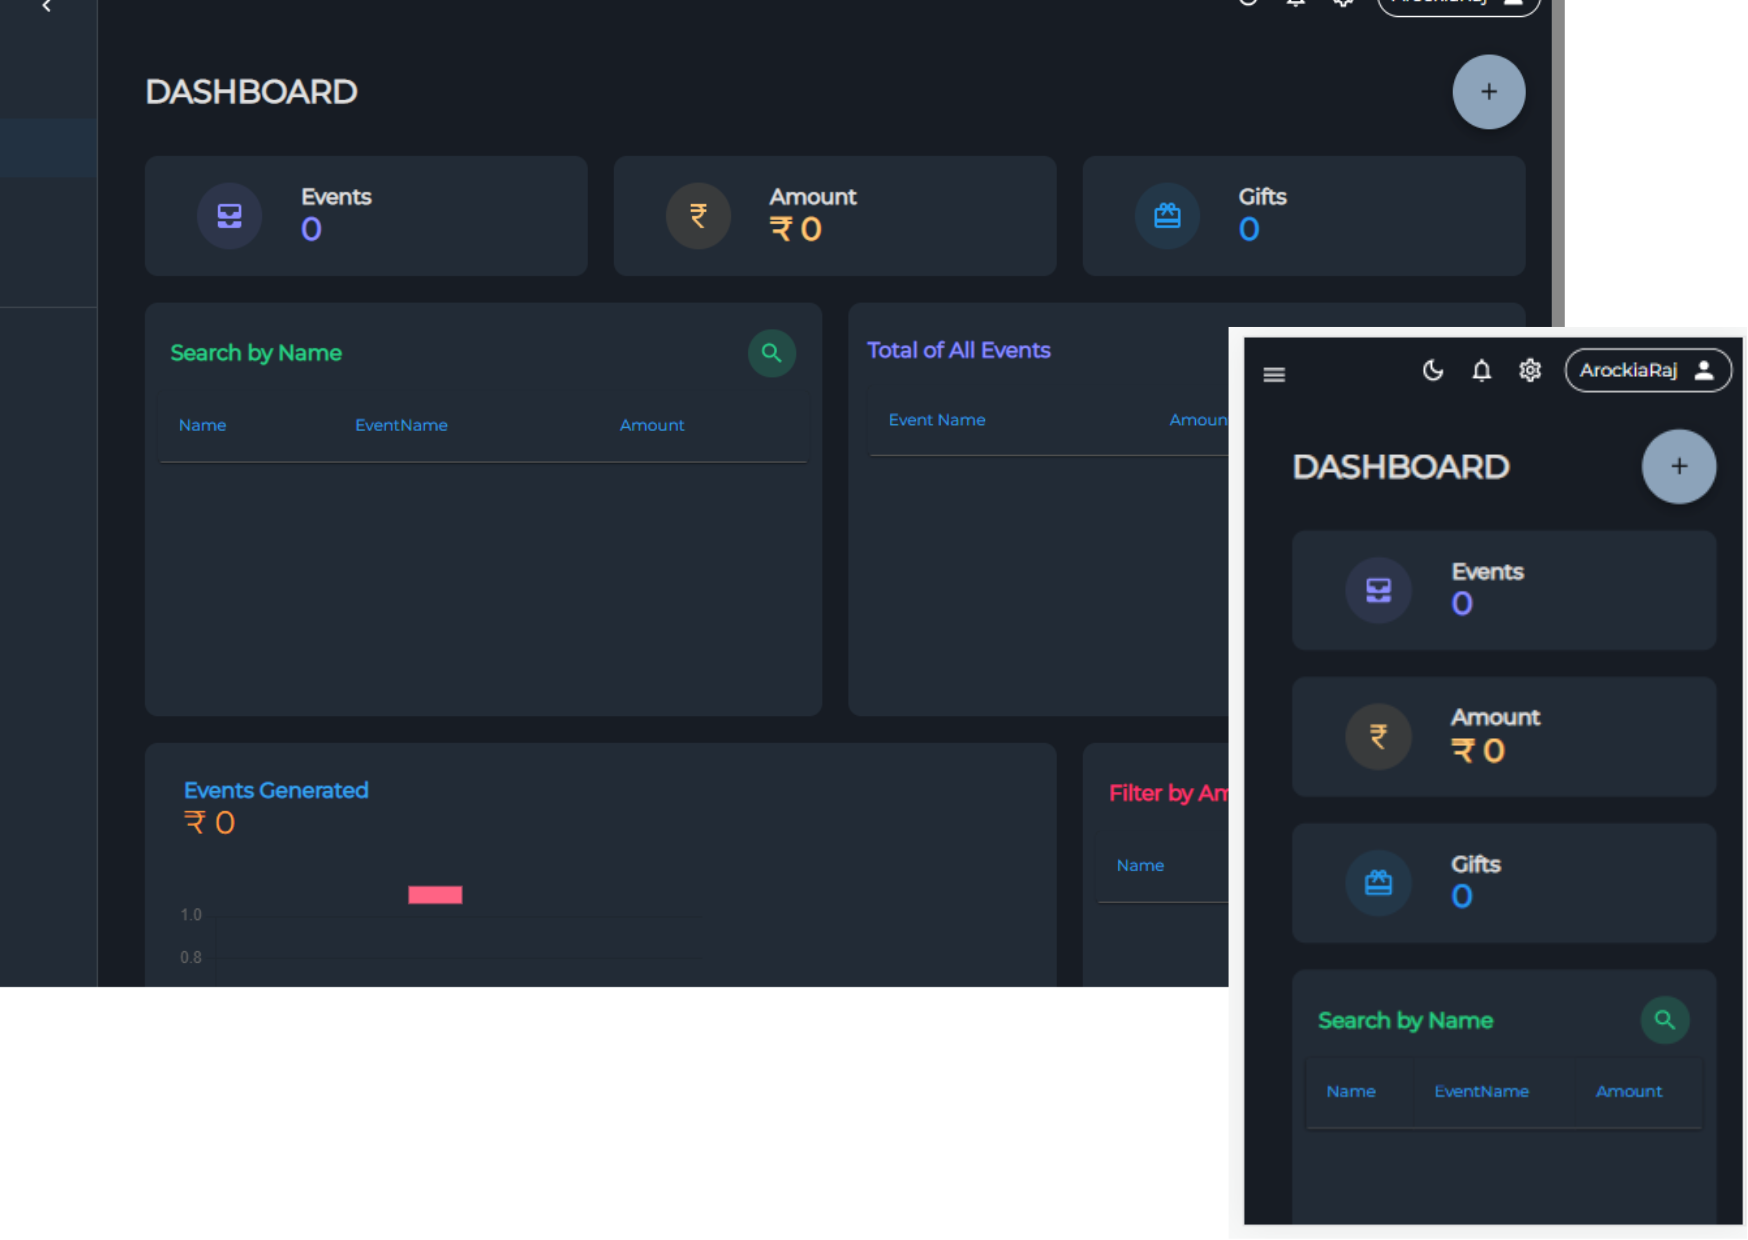 DASHBOARD
+
Events
0
₹
Amount
₹ 0
Gifts
0
Search by Name
Name EventName Amount
Total of All Events
Event Name Amoun
Events Generated
₹ 0
1.0
0.8
Filter by Am
Name
ArockiaRaj
DASHBOARD
+
Events
0
₹
Amount
₹ 0
Gifts
0
Search by Name
Name EventName Amount